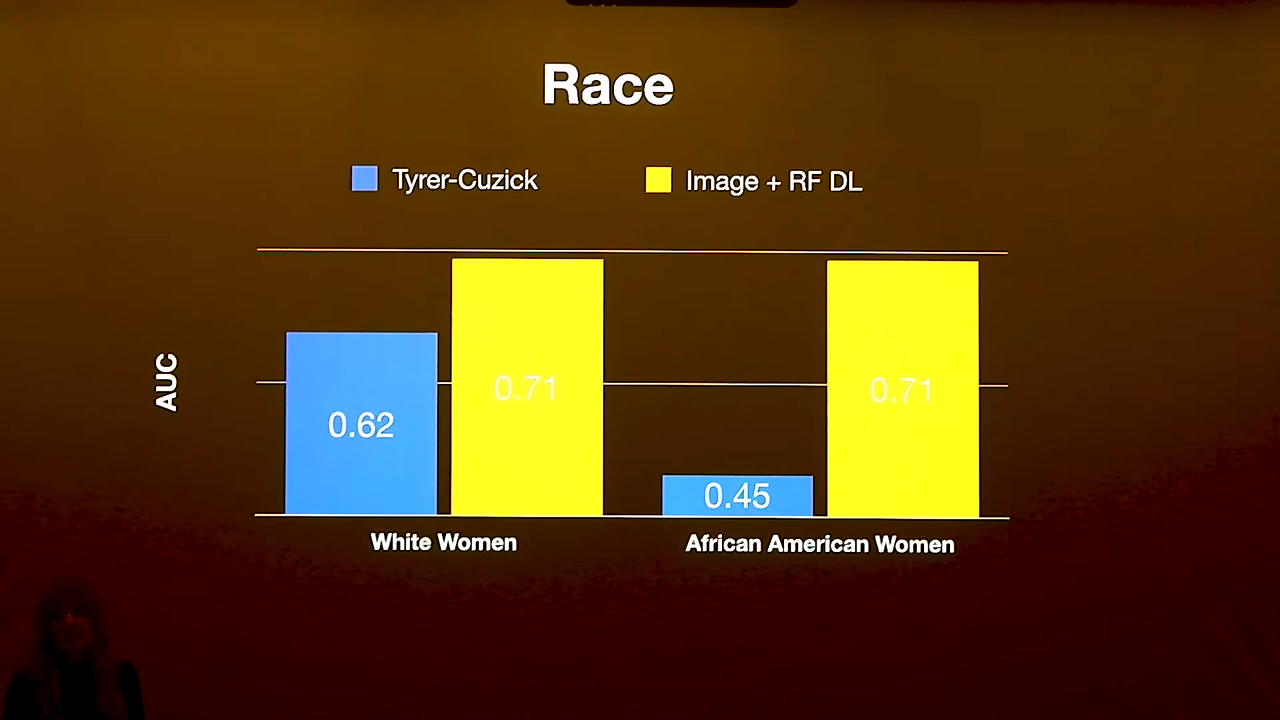 Race
Tyrer-Cuzick
Image + RF DL
AUC
0.62
0.71
0.45
0.71
White Women
African American Women